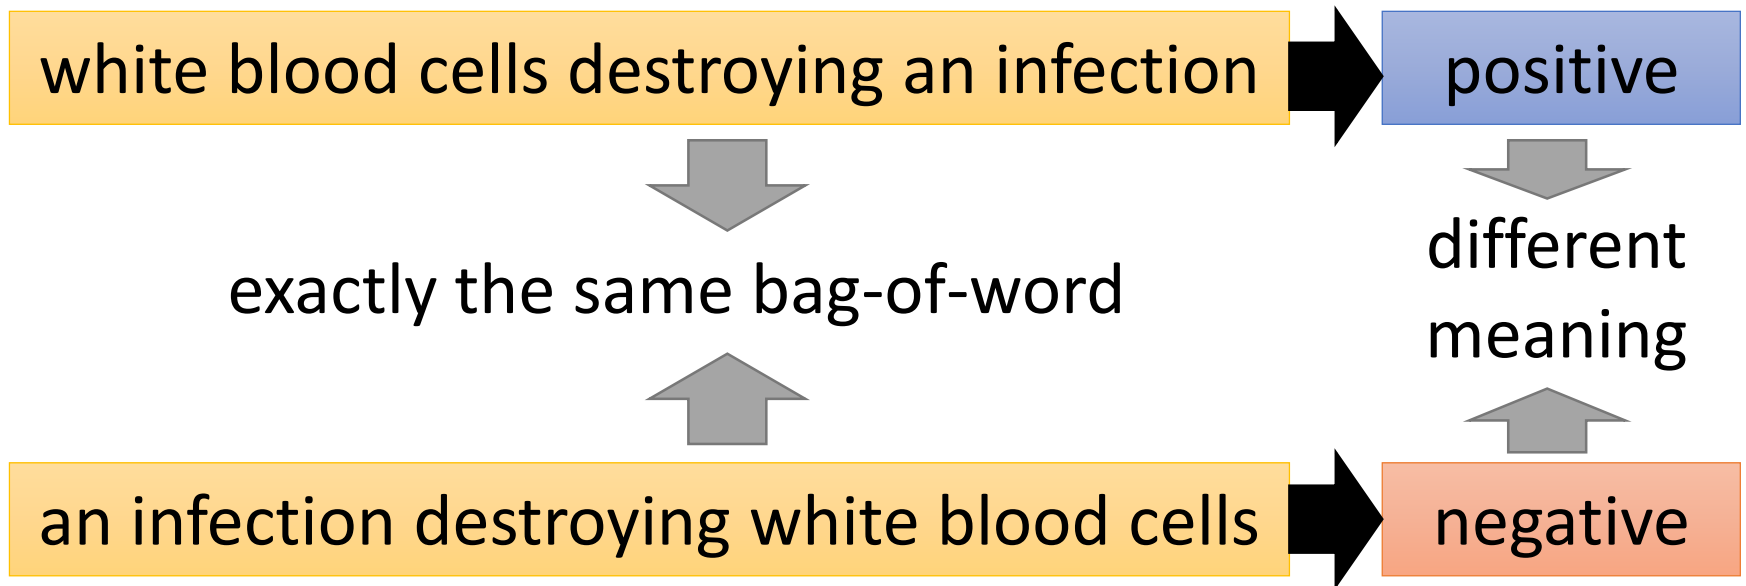 white blood cells destroying an infection
positive
exactly the same bag-of-word
different
meaning
an infection destroying white blood cells
negative